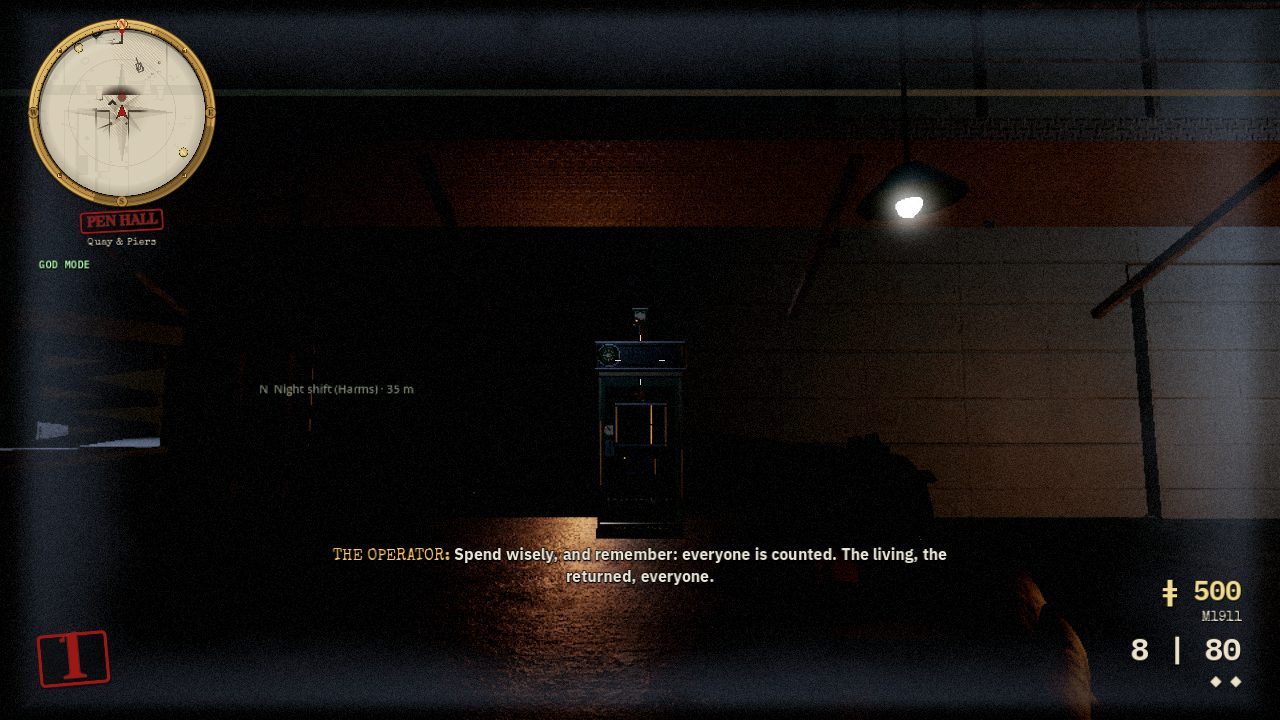 N
W
E
S
PEN HALL
Quay & Piers
GOD MODE
N Night shift (Harms) · 35 m
THE OPERATOR: Spend wisely, and remember: everyone is counted. The living, the
returned, everyone.
1
ǂ 500
M1911
8 | 80